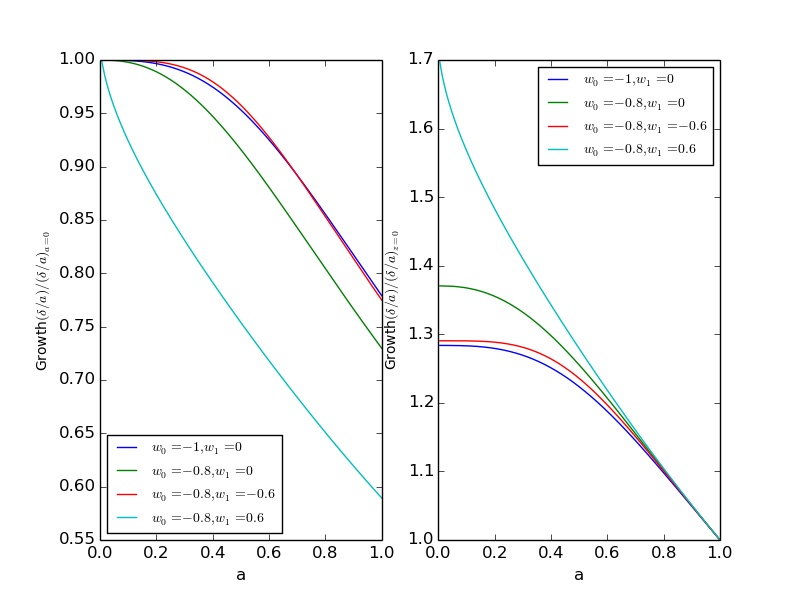 Growth(δ/a)/(δ/a)ₐ₌₀
1.00
0.95
0.90
0.85
0.80
0.75
0.70
0.65
0.60
0.55
w₀ =−1,w₁ =0
w₀ =−0.8,w₁ =0
w₀ =−0.8,w₁ =−0.6
w₀ =−0.8,w₁ =0.6
0.0 0.2 0.4 0.6 0.8 1.0
a
Growth(δ/a)/(δ/a)_{z=0}
1.7
1.6
1.5
1.4
1.3
1.2
1.1
1.0
w₀ =−1,w₁ =0
w₀ =−0.8,w₁ =0
w₀ =−0.8,w₁ =−0.6
w₀ =−0.8,w₁ =0.6
0.0 0.2 0.4 0.6 0.8 1.0
a